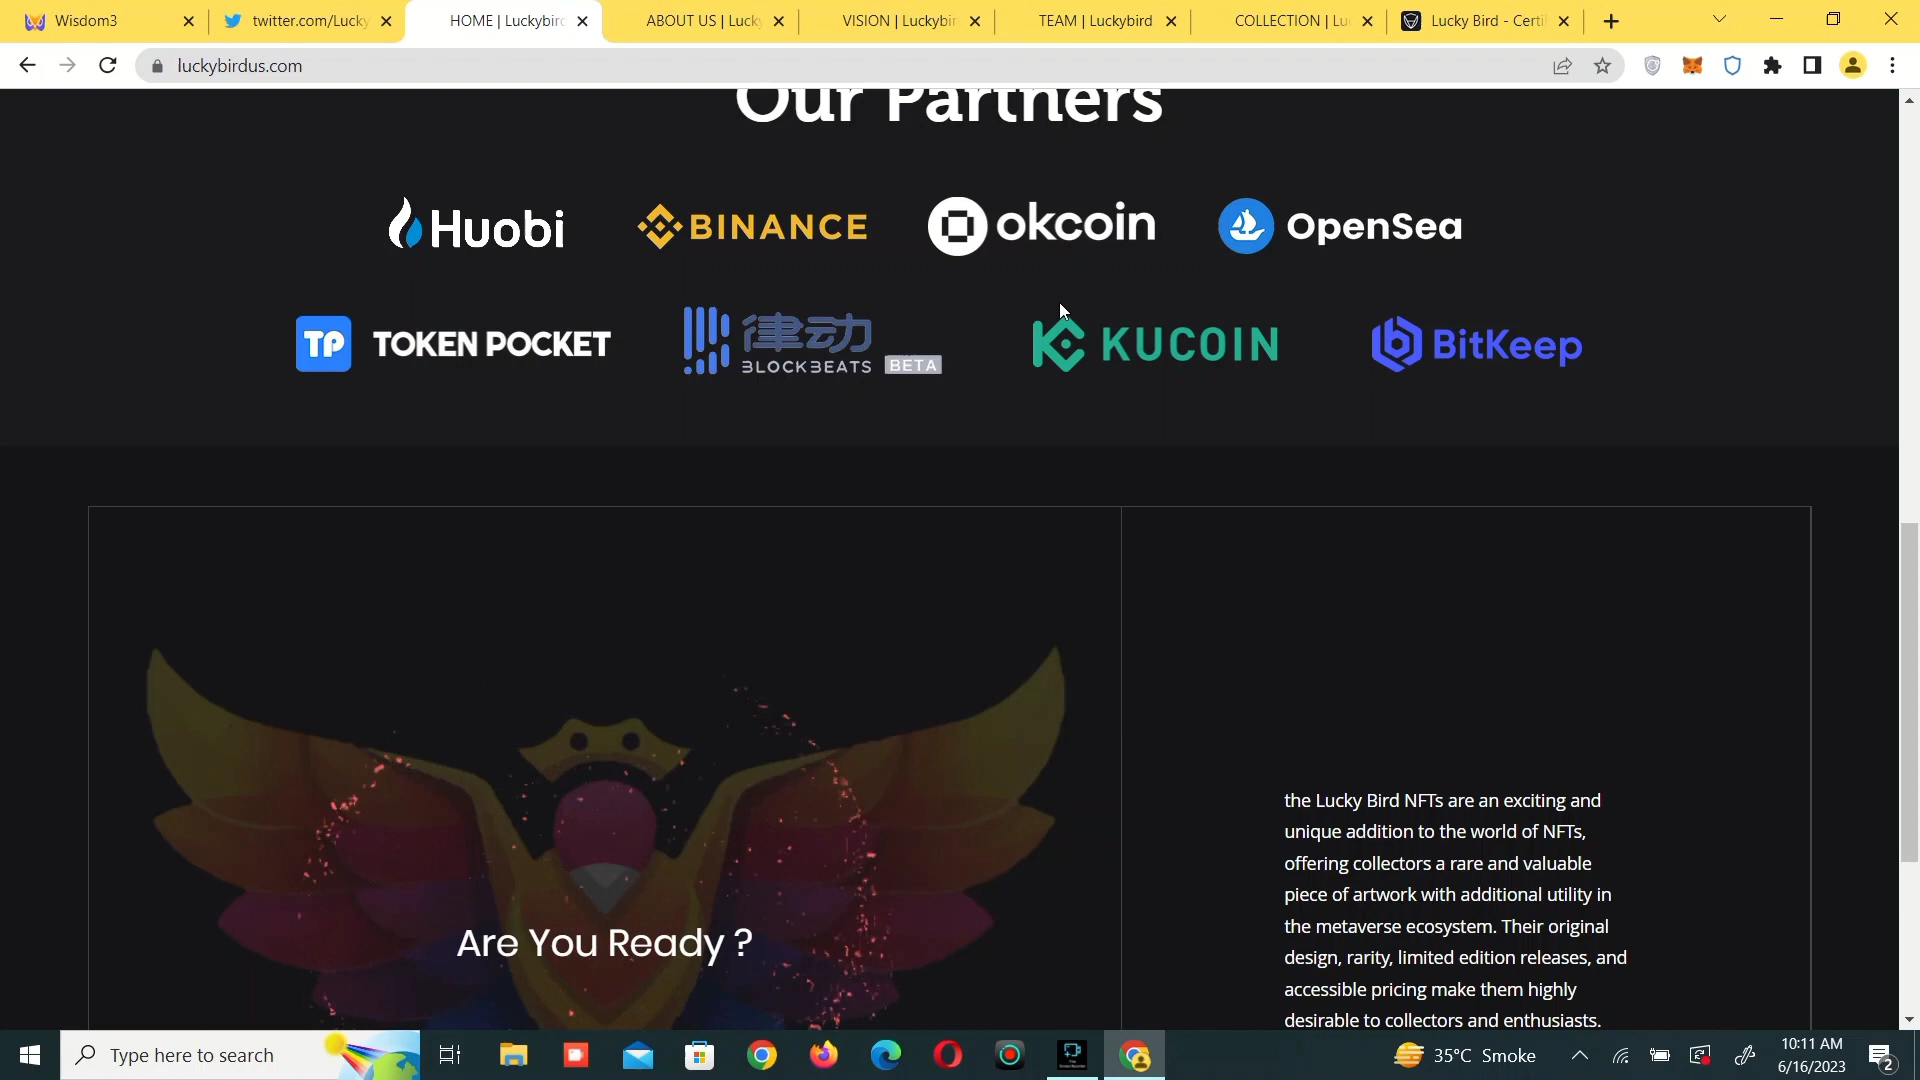 Wisdom3
twitter.com/Lucky
HOME | Luckybird
ABOUT US | Lucky
VISION | Luckybir
TEAM | Luckybird
COLLECTION | Lu
Lucky Bird - Certi
luckybirdus.com
Our Partners
Huobi
BINANCE
okcoin
OpenSea
TP TOKEN POCKET
律动
BLOCKBEATS BETA
KUCOIN
BitKeep
Are You Ready ?
the Lucky Bird NFTs are an exciting and
unique addition to the world of NFTs,
offering collectors a rare and valuable
piece of artwork with additional utility in
the metaverse ecosystem. Their original
design, rarity, limited edition releases, and
accessible pricing make them highly
desirable to collectors and enthusiasts.
Type here to search
35°C Smoke
10:11 AM
6/16/2023
2